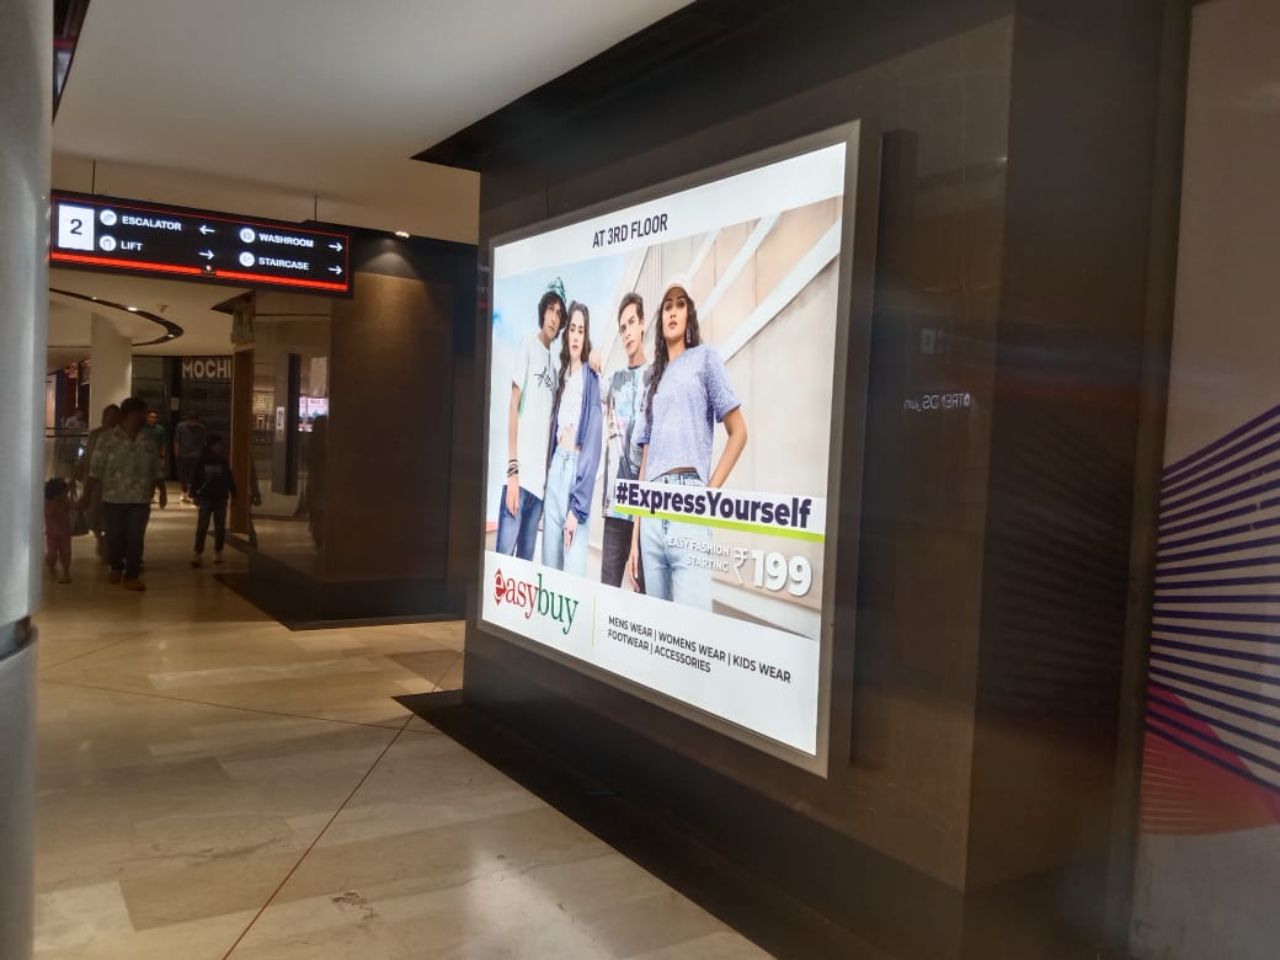 2
ESCALATOR
LIFT
WASHROOM
STAIRCASE
MOCHI
AT 3RD FLOOR
#ExpressYourself
EASY FASHION
STARTING
₹199
easybuy
MENS WEAR | WOMENS WEAR | KIDS WEAR
FOOTWEAR | ACCESSORIES
TRENDS